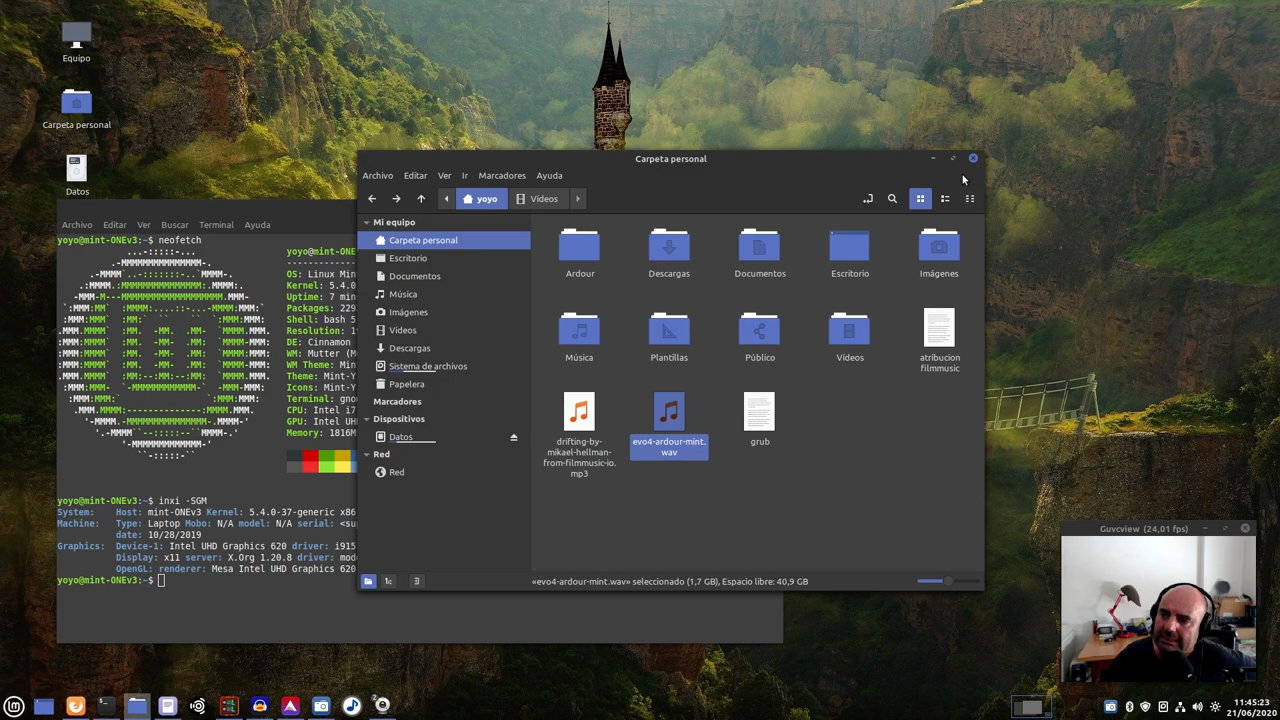 Equipo
Carpeta personal
Datos
Archivo Editar Ver Buscar Terminal Ayuda
yoyo@mint-ONEv3:~$ neofetch
yoyo@mint-ONE
OS: Linux Min
Kernel: 5.4.0
Uptime: 7 min
Packages: 229
Shell: bash 5
Resolution: 19
DE: Cinnamon
WM: Mutter (M
WM Theme: Min
Theme: Mint-Y
Icons: Mint-Y
Terminal: gno
CPU: Intel i7
GPU: Intel UH
Memory: 1816M
yoyo@mint-ONEv3:~$ inxi -SGM
System: Host: mint-ONEv3 Kernel: 5.4.0-37-generic x86
Machine: Type: Laptop Mobo: N/A model: N/A serial: <su
date: 10/28/2019
Graphics: Device-1: Intel UHD Graphics 620 driver: i915
Display: x11 server: X.Org 1.20.8 driver: mod
OpenGL: renderer: Mesa Intel UHD Graphics 620
yoyo@mint-ONEv3:~$
Carpeta personal
Archivo Editar Ver Ir Marcadores Ayuda
yoyo Vídeos
Mi equipo
Carpeta personal
Escritorio
Documentos
Música
Imágenes
Vídeos
Descargas
Sistema de archivos
Papelera
Marcadores
Dispositivos
Datos
Red
Red
Ardour Descargas Documentos Escritorio Imágenes
Música Plantillas Público Vídeos atribucion
filmmusic
drifting-by-
mikael-hellman-
from-filmmusic-io.
mp3
evo4-ardour-mint.
wav
grub
«evo4-ardour-mint.wav» seleccionado (1,7 GB), Espacio libre: 40,9 GB
Guvcview (24,01 fps)
11:45:23
21/06/2020